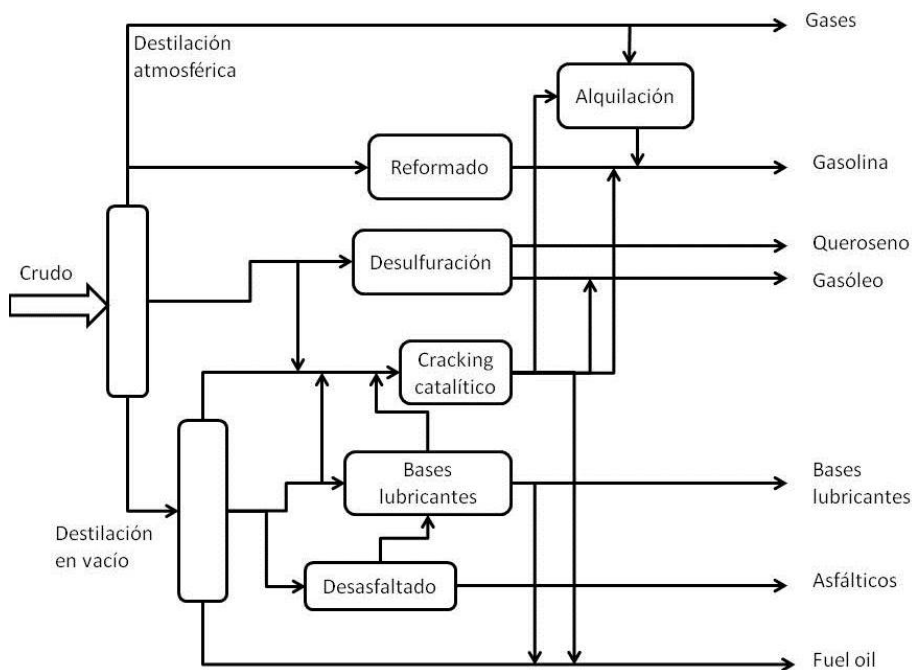 Gases
Destilación
atmosférica
Alquilación
Reformado
Gasolina
Queroseno
Desulfuración
Crudo
Gasóleo
Cracking
catalítico
Bases
lubricantes
Bases
lubricantes
Destilación
en vacío
Desasfaltado
Asfálticos
Fuel oil